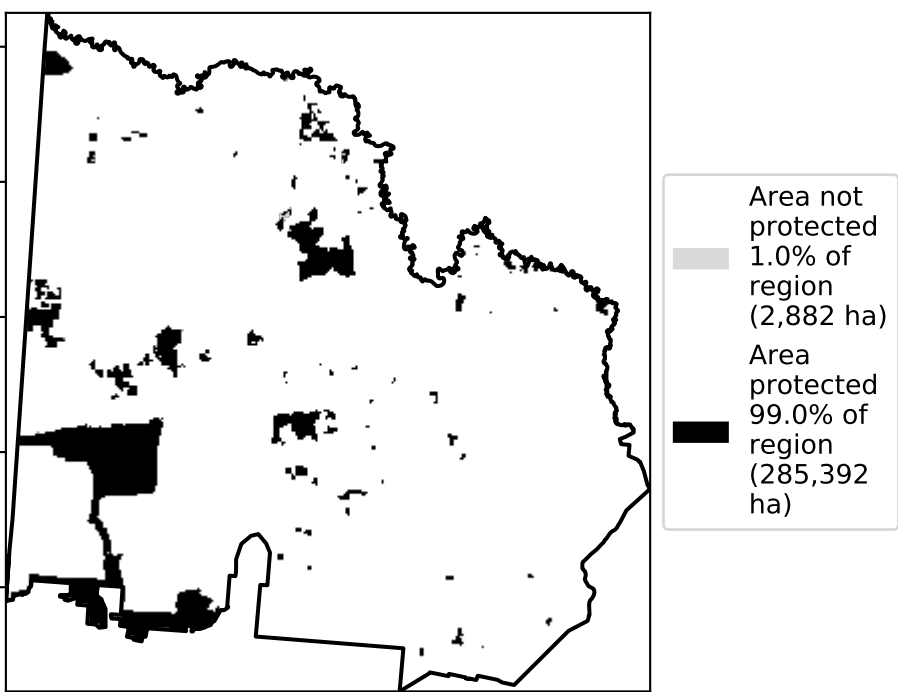 Area not
protected
1.0% of
region
(2,882 ha)
Area
protected
99.0% of
region
(285,392
ha)